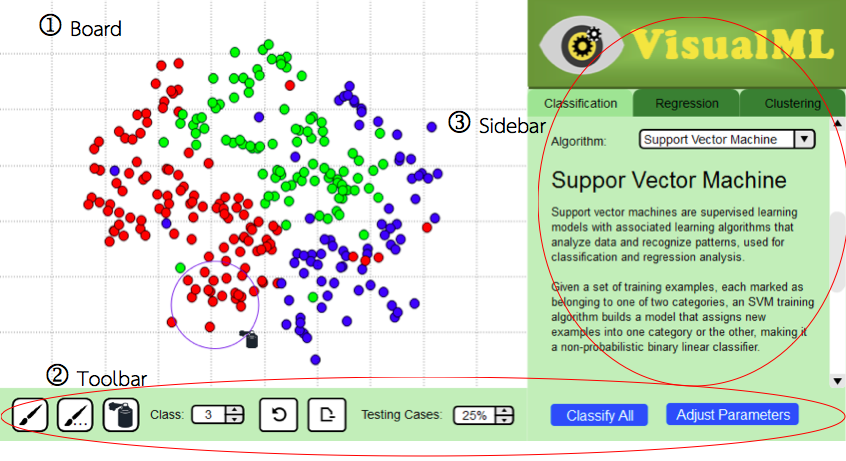 ① Board
VisualML
Classification
Regression
Clustering
③ Sidebar
Algorithm:
Support Vector Machine
Suppor Vector Machine
Support vector machines are supervised learning
models with associated learning algorithms that
analyze data and recognize patterns, used for
classification and regression analysis.
Given a set of training examples, each marked as
belonging to one of two categories, an SVM training
algorithm builds a model that assigns new
examples into one category or the other, making it
a non-probabilistic binary linear classifier.
② Toolbar
Class:
3
Testing Cases:
25%
Classify All
Adjust Parameters